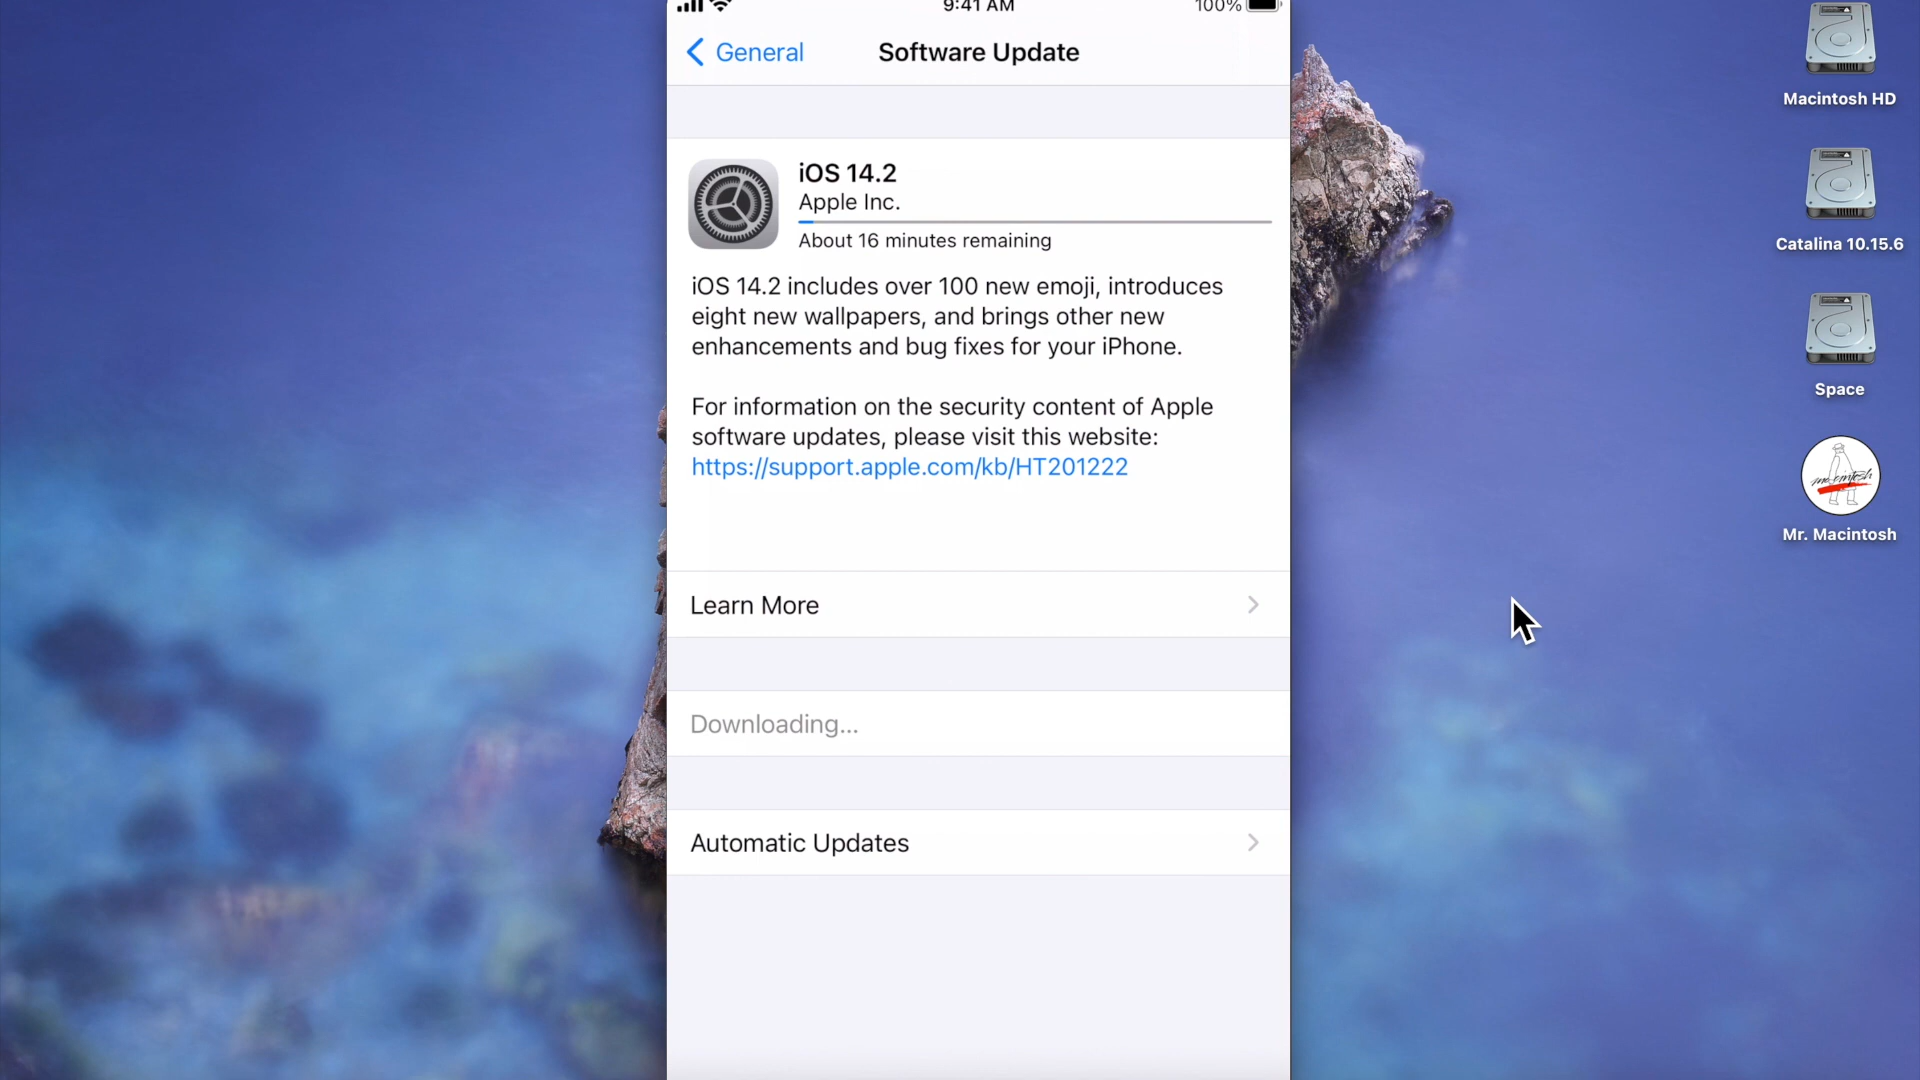 9:41 AM
100%
General
Software Update
iOS 14.2
Apple Inc.
About 16 minutes remaining
iOS 14.2 includes over 100 new emoji, introduces
eight new wallpapers, and brings other new
enhancements and bug fixes for your iPhone.
For information on the security content of Apple
software updates, please visit this website:
https://support.apple.com/kb/HT201222
Learn More
Downloading...
Automatic Updates
Macintosh HD
Catalina 10.15.6
Space
macintosh
Mr. Macintosh